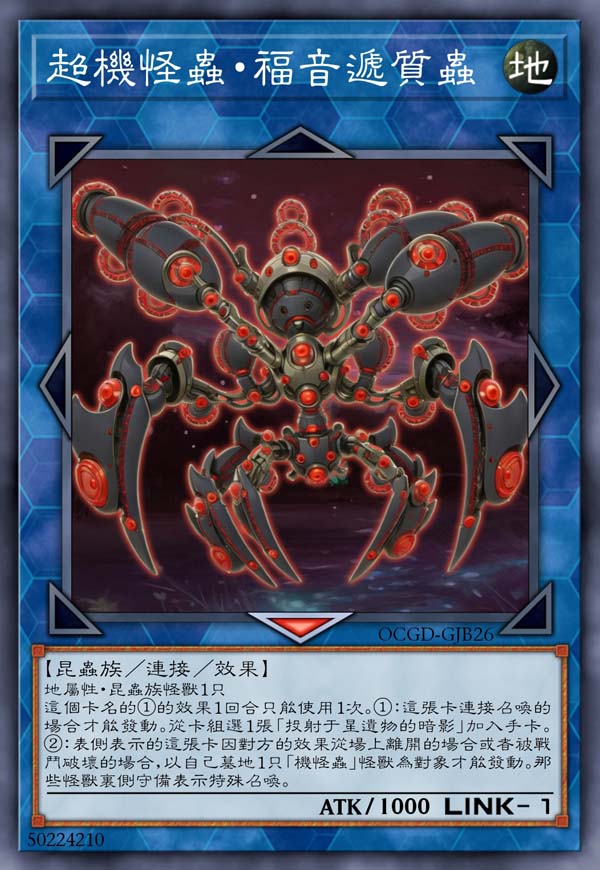 超機怪蟲·福音遞質蟲 地
OCGD-GJB26
【昆蟲族／連接／效果】
地屬性·昆蟲族怪獸1只
這個卡名的①的效果1回合只能使用1次。①：這張卡連接召喚的
場合才能發動。從卡組選1張「投射于星遺物的暗影」加入手卡。
②：表側表示的這張卡因對方的效果從場上離開的場合或者被戰
鬥破壞的場合，以自己墓地1只「機怪蟲」怪獸為對象才能發動。那
些怪獸裏側守備表示特殊召喚。
ATK/1000 LINK-1
50224210